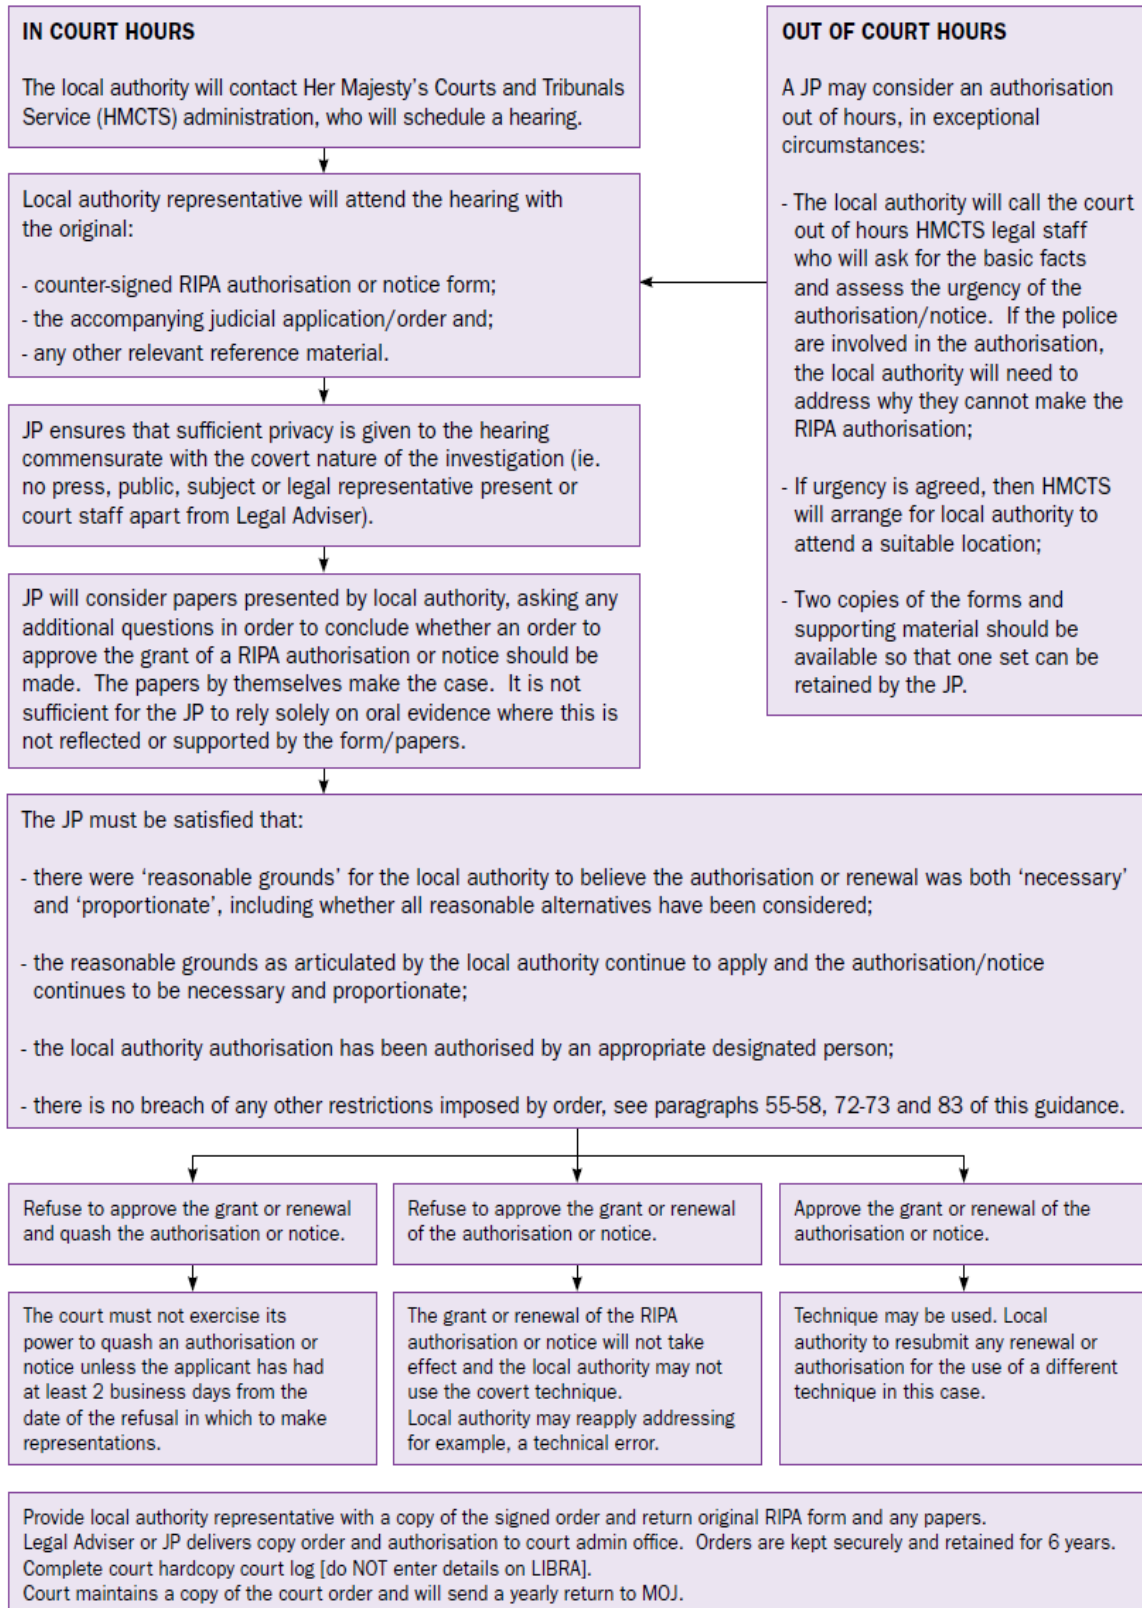 IN COURT HOURS
The local authority will contact Her Majesty's Courts and Tribunals
Service (HMCTS) administration, who will schedule a hearing.
Local authority representative will attend the hearing with
the original:
- counter-signed RIPA authorisation or notice form;
- the accompanying judicial application/order and;
- any other relevant reference material.
JP ensures that sufficient privacy is given to the hearing
commensurate with the covert nature of the investigation (ie.
no press, public, subject or legal representative present or
court staff apart from Legal Adviser).
JP will consider papers presented by local authority, asking any
additional questions in order to conclude whether an order to
approve the grant of a RIPA authorisation or notice should be
made. The papers by themselves make the case. It is not
sufficient for the JP to rely solely on oral evidence where this is
not reflected or supported by the form/papers.
OUT OF COURT HOURS
A JP may consider an authorisation
out of hours, in exceptional
circumstances:
- The local authority will call the court
out of hours HMCTS legal staff
who will ask for the basic facts
and assess the urgency of the
authorisation/notice. If the police
are involved in the authorisation,
the local authority will need to
address why they cannot make the
RIPA authorisation;
- If urgency is agreed, then HMCTS
will arrange for local authority to
attend a suitable location;
- Two copies of the forms and
supporting material should be
available so that one set can be
retained by the JP.
The JP must be satisfied that:
- there were 'reasonable grounds' for the local authority to believe the authorisation or renewal was both 'necessary'
and 'proportionate', including whether all reasonable alternatives have been considered;
- the reasonable grounds as articulated by the local authority continue to apply and the authorisation/notice
continues to be necessary and proportionate;
- the local authority authorisation has been authorised by an appropriate designated person;
- there is no breach of any other restrictions imposed by order, see paragraphs 55-58, 72-73 and 83 of this guidance.
Refuse to approve the grant or renewal
and quash the authorisation or notice.
The court must not exercise its
power to quash an authorisation or
notice unless the applicant has had
at least 2 business days from the
date of the refusal in which to make
representations.
Refuse to approve the grant or renewal
of the authorisation or notice.
The grant or renewal of the RIPA
authorisation or notice will not take
effect and the local authority may not
use the covert technique.
Local authority may reapply addressing
for example, a technical error.
Approve the grant or renewal of the
authorisation or notice.
Technique may be used. Local
authority to resubmit any renewal or
authorisation for the use of a different
technique in this case.
Provide local authority representative with a copy of the signed order and return original RIPA form and any papers.
Legal Adviser or JP delivers copy order and authorisation to court admin office. Orders are kept securely and retained for 6 years.
Complete court hardcopy court log [do NOT enter details on LIBRA].
Court maintains a copy of the court order and will send a yearly return to MOJ.